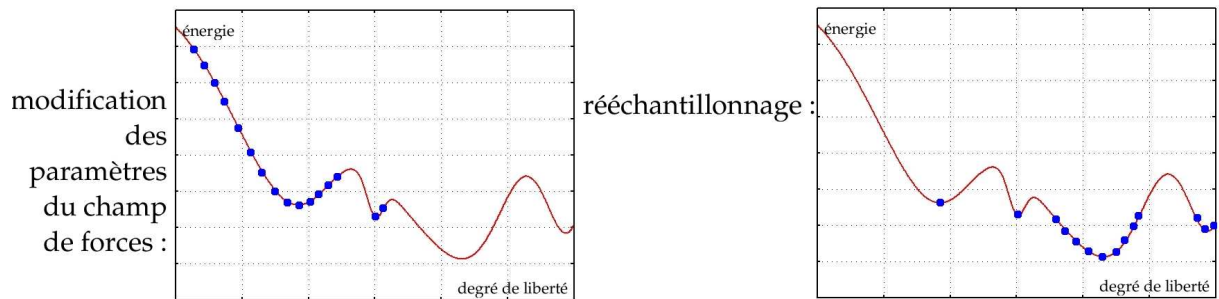 modification
des
paramètres
du champ
de forces :
énergie
degré de liberté
rééchantillonnage :
énergie
degré de liberté